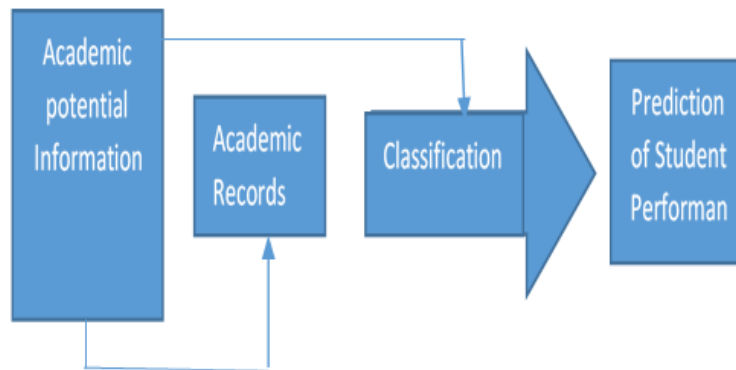 Academic
potential
Information
Academic
Records
Classification
Prediction
of Student
Performan